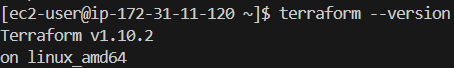 [ec2-user@ip-172-31-11-120 ~]$ terraform --version
Terraform v1.10.2
on linux_amd64